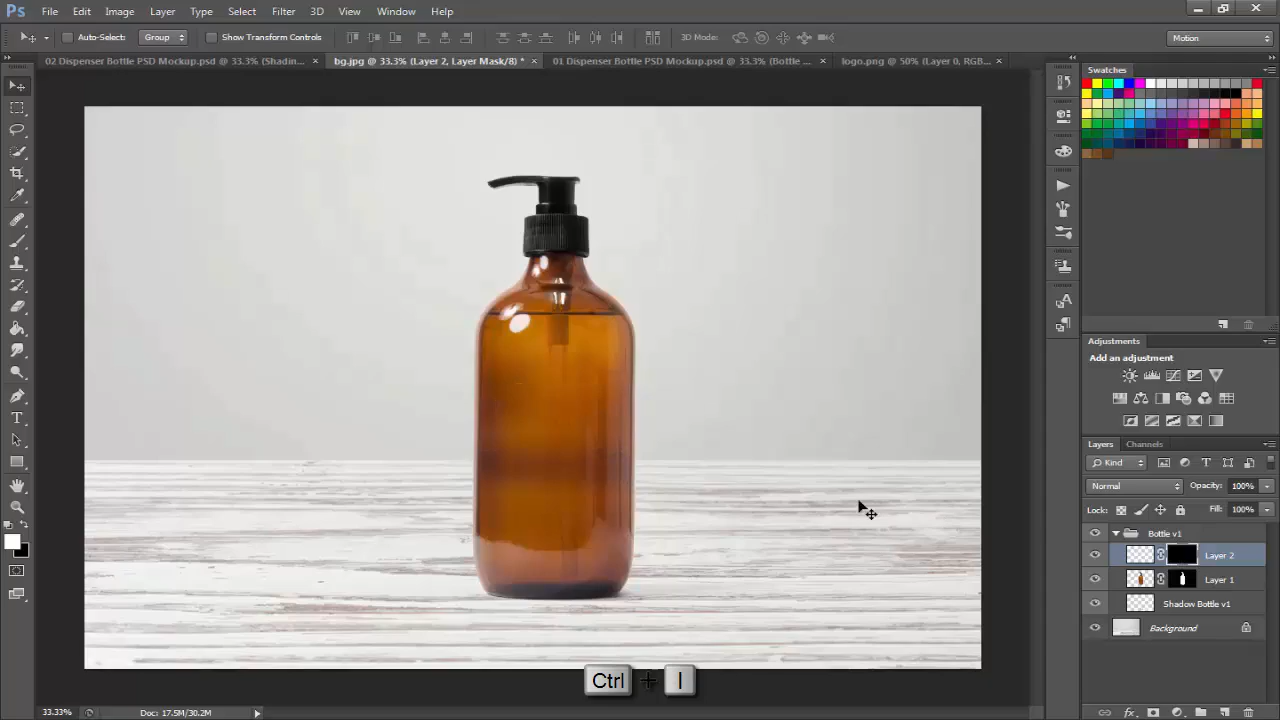 Ps File Edit Image Layer Type Select Filter 3D View Window Help
Auto-Select: Group Show Transform Controls 3D Mode: Motion
02 Dispenser Bottle PSD Mockup.psd @ 33.3% (Shadin... × bg.jpg @ 33.3% (Layer 2, Layer Mask/8) * × 01 Dispenser Bottle PSD Mockup.psd @ 33.3% (Bottle ... × logo.png @ 50% (Layer 0, RGB... ×
Swatches
Adjustments
Add an adjustment
Layers Channels
Kind
Normal Opacity: 100%
Lock: Fill: 100%
Bottle v1
Layer 2
Layer 1
Shadow Bottle v1
Background
Ctrl + I
33.33% Doc: 17.5M/30.2M